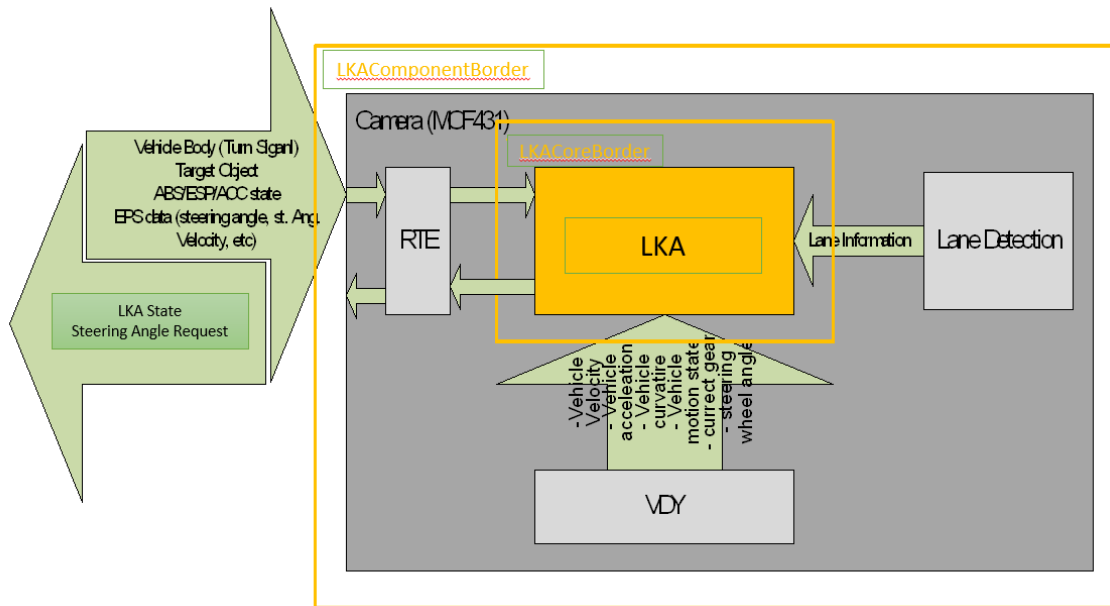 LKAComponentBorder
Camera (MCF431)
LKACoreBorder
Vehicle Body (Turn SIganl)
Target Object
ABS/ESP/ACC state
EPS data (steering angle, st. Ang.
Velocity, etc)
RTE
LKA
Lane Information
Lane Detection
LKA State
Steering Angle Request
- Vehicle
Velocity
- Vehicle
acceleation
- Vehicle
curvatire
- Vehicle
motion state
- currect gear
- steering
wheel angle
VDY